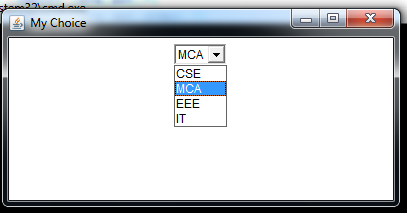 stem32\cmd.exe
My Choice
MCA
CSE
MCA
EEE
IT